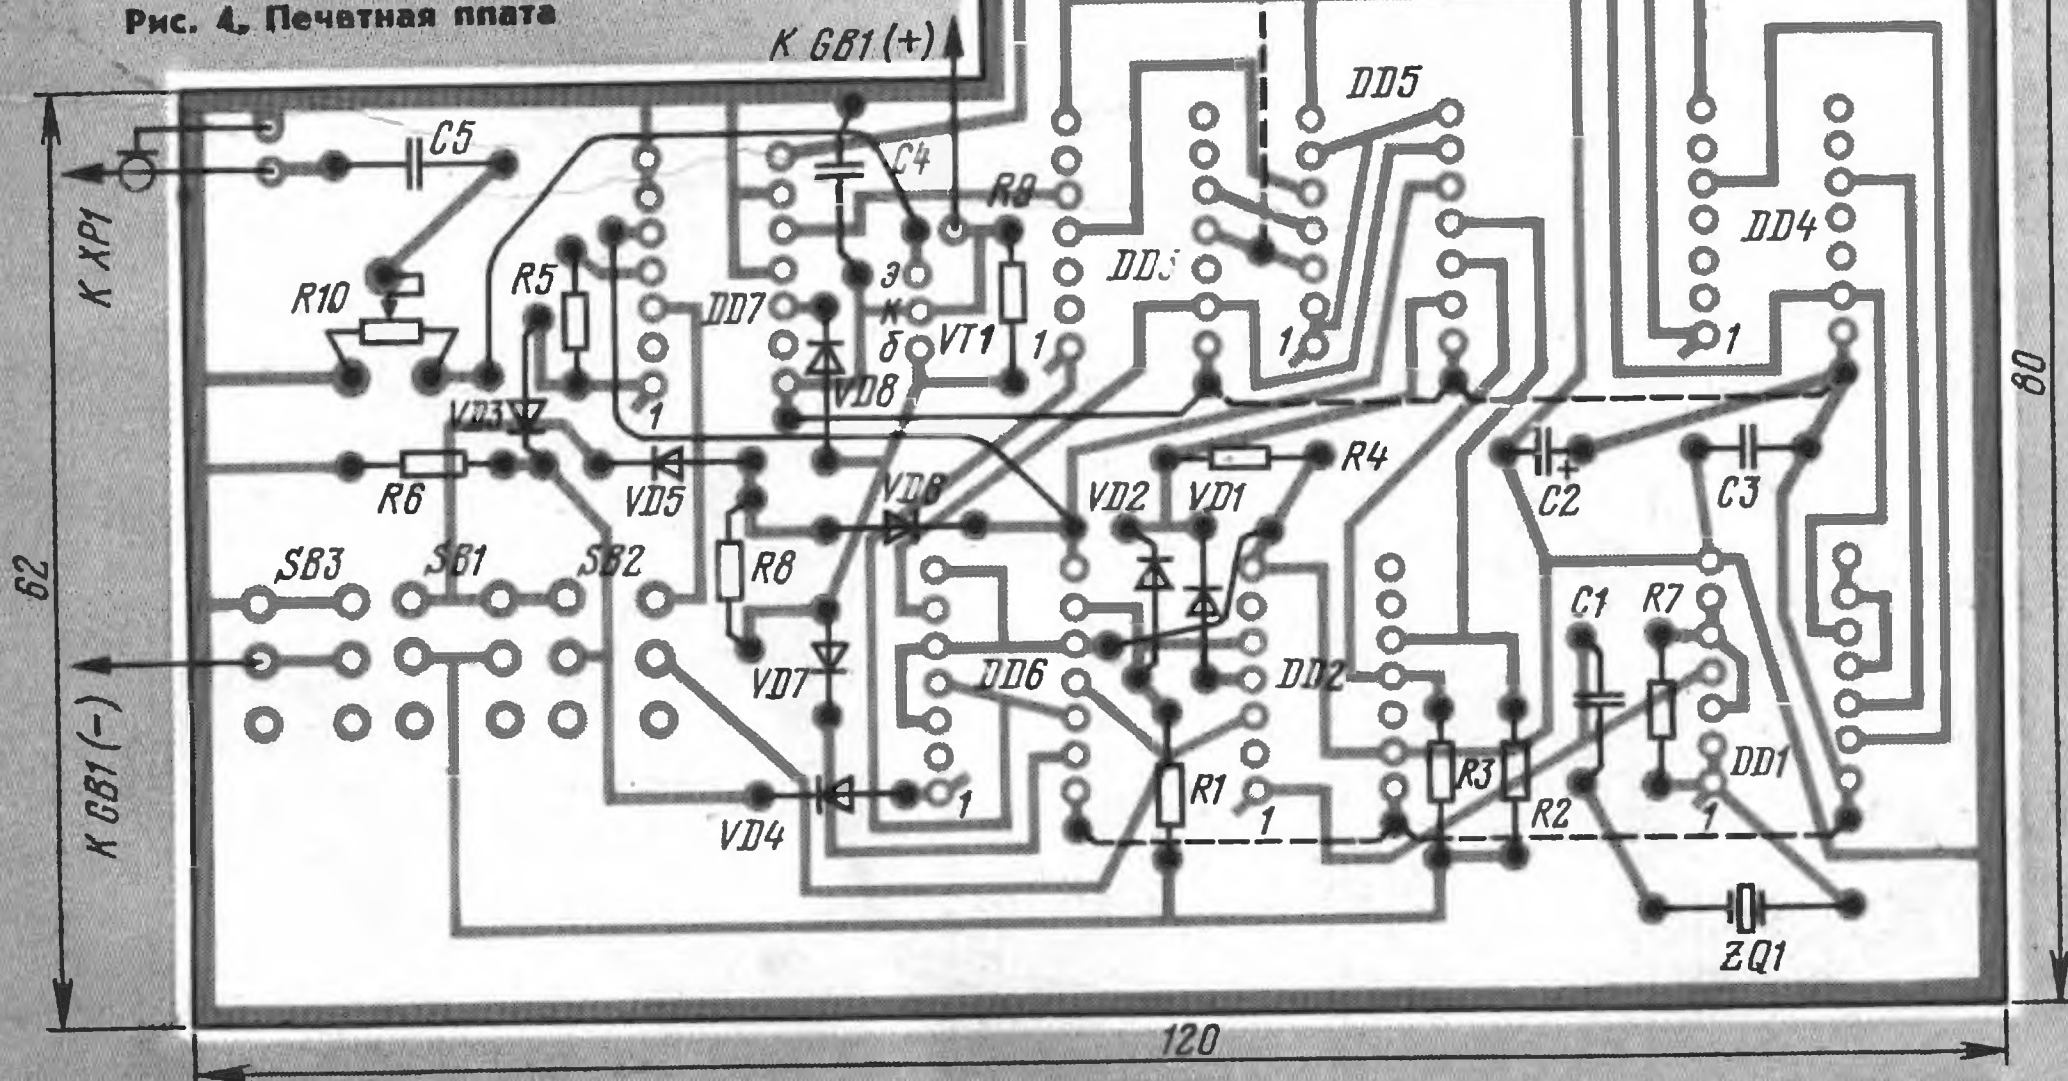 Рис. 4. Печатная плата
К GB1 (+)
DD5
C5
C4
R9
К XP1
DD4
R10
R5
DD7
DD3
э
к
б
VT1
1
1
1
VD8
80
VD3
1
R6
VD5
VD6
R4
VD2
VD1
C2
+
C3
SB3
SB1
SB2
R8
62
C1
R7
VD7
DD6
DD2
К GB1 (-)
DD1
VD4
1
R1
1
R3
R2
1
ZQ1
120